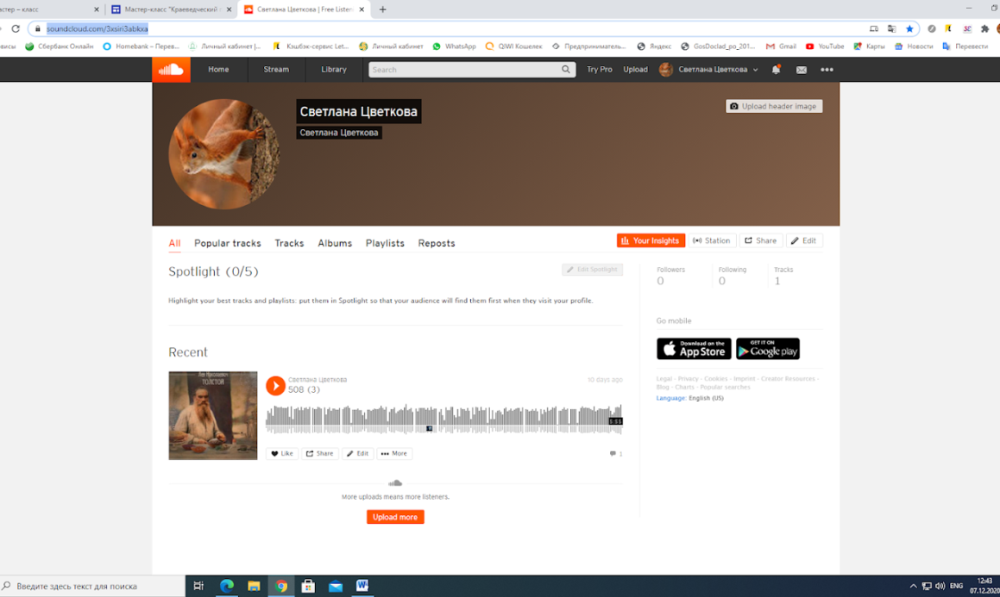 астер – класс
Мастер-класс "Краеведческий
Светлана Цветкова | Free Listen
soundcloud.com/3xsiri3abkxa
Сбербанк Онлайн
Homebank – Перев...
Личный кабинет |...
Кэшбэк-сервис Let...
Личный кабинет
WhatsApp
QIWI Кошелек
Предприниматель...
Яндекс
GosDoclad_po_201...
Gmail
YouTube
Карты
Новости
Перевести
Home
Stream
Library
Search
Try Pro
Upload
Светлана Цветкова
Светлана Цветкова
Светлана Цветкова
Upload header image
All
Popular tracks
Tracks
Albums
Playlists
Reposts
Your Insights
Station
Share
Edit
Spotlight (0/5)
Edit Spotlight
Highlight your best tracks and playlists: put them in Spotlight so that your audience will find them first when they visit your profile.
Followers
0
Following
0
Tracks
1
Go mobile
Download on the
App Store
GET IT ON
Google play
Legal - Privacy - Cookies - Imprint - Creator Resources -
Blog - Charts - Popular searches
Language: English (US)
Recent
ТОЛСТОЙ
Светлана Цветкова
10 days ago
508 (3)
5:55
Like
Share
Edit
More
1
More uploads means more listeners.
Upload more
Введите здесь текст для поиска
ENG
12:43
07.12.2020